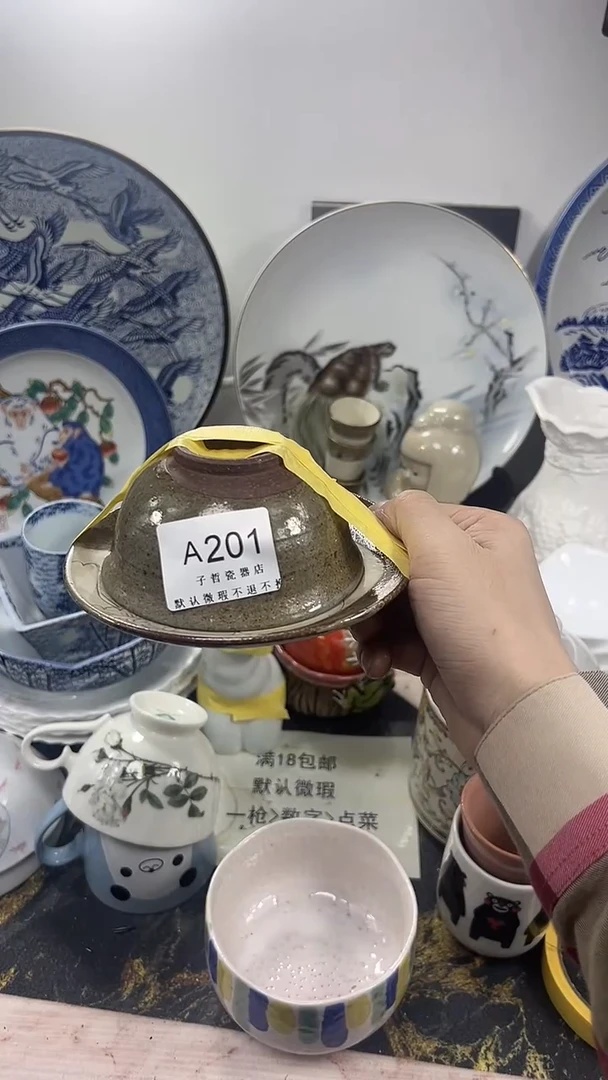 A201
子哲瓷器店
默认微瑕不退不
满18包邮
默认微瑕
一枪>数字>点菜